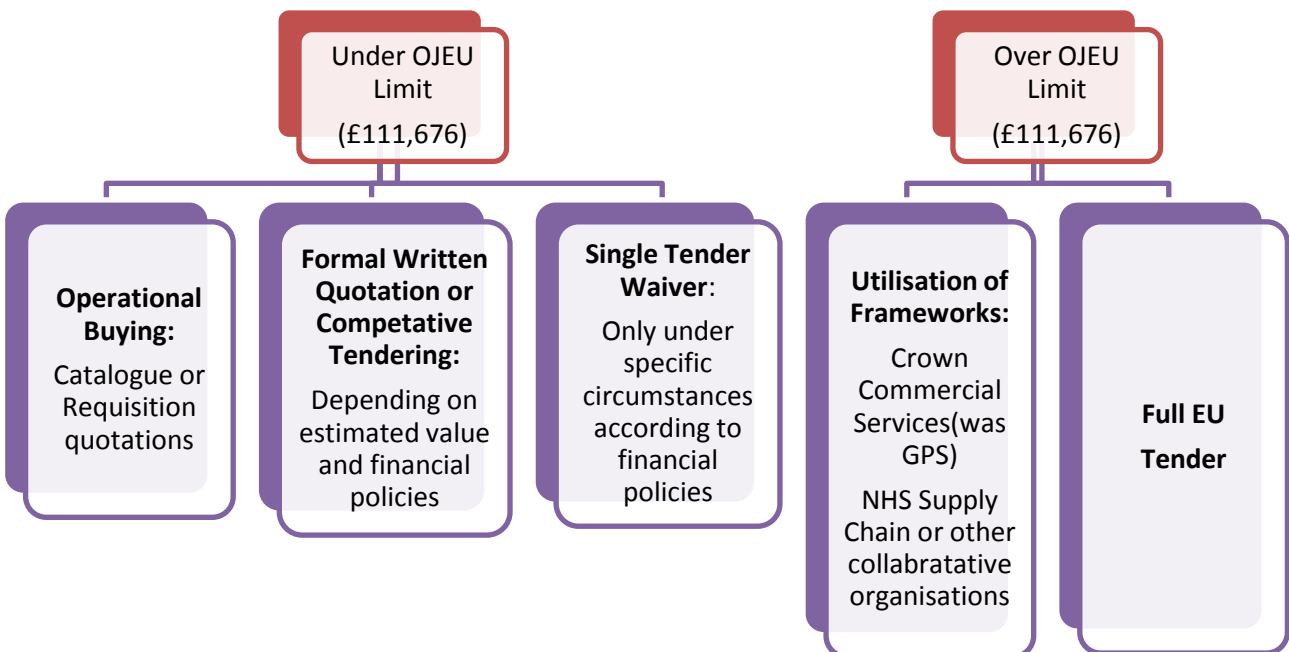 Under OJEU
Limit
(£111,676)
Over OJEU
Limit
(£111,676)
Operational
Buying:
Catalogue or
Requisition
quotations
Formal Written
Quotation or
Competative
Tendering:
Depending on
estimated value
and financial
policies
Single Tender
Waiver:
Only under
specific
circumstances
according to
financial
policies
Utilisation of
Frameworks:
Crown
Commercial
Services(was
GPS)
NHS Supply
Chain or other
collabratative
organisations
Full EU
Tender